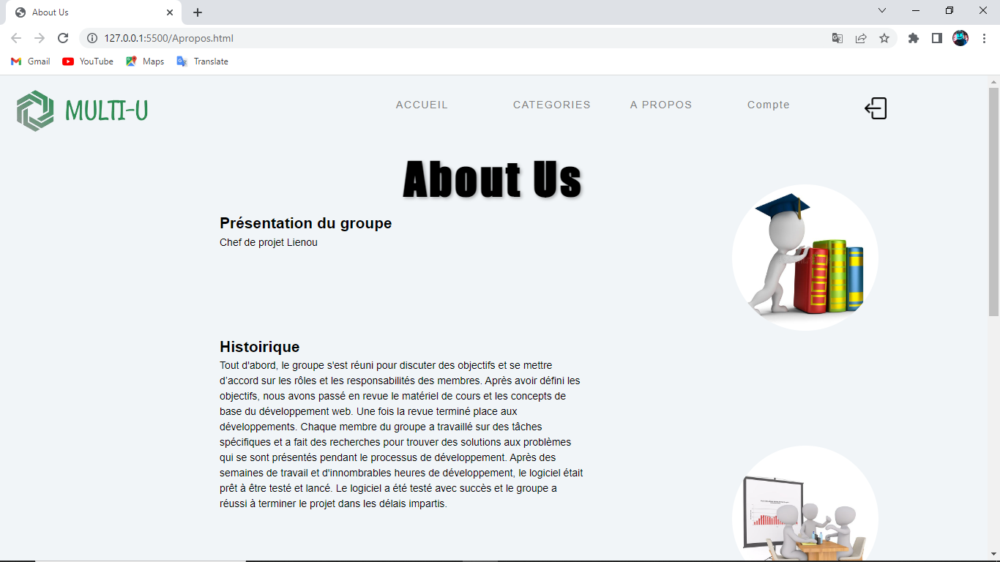 About Us
127.0.0.1:5500/Apropos.html
Gmail YouTube Maps Translate
MULTI-U ACCUEIL CATEGORIES A PROPOS Compte
About Us
Présentation du groupe
Chef de projet Lienou
Histoirique
Tout d'abord, le groupe s'est réuni pour discuter des objectifs et se mettre
d’accord sur les rôles et les responsabilités des membres. Après avoir défini les
objectifs, nous avons passé en revue le matériel de cours et les concepts de
base du développement web. Une fois la revue terminé place aux
développements. Chaque membre du groupe a travaillé sur des tâches
spécifiques et a fait des recherches pour trouver des solutions aux problèmes
qui se sont présentés pendant le processus de développement. Après des
semaines de travail et d'innombrables heures de développement, le logiciel était
prêt à être testé et lancé. Le logiciel a été testé avec succès et le groupe a
réussi à terminer le projet dans les délais impartis.